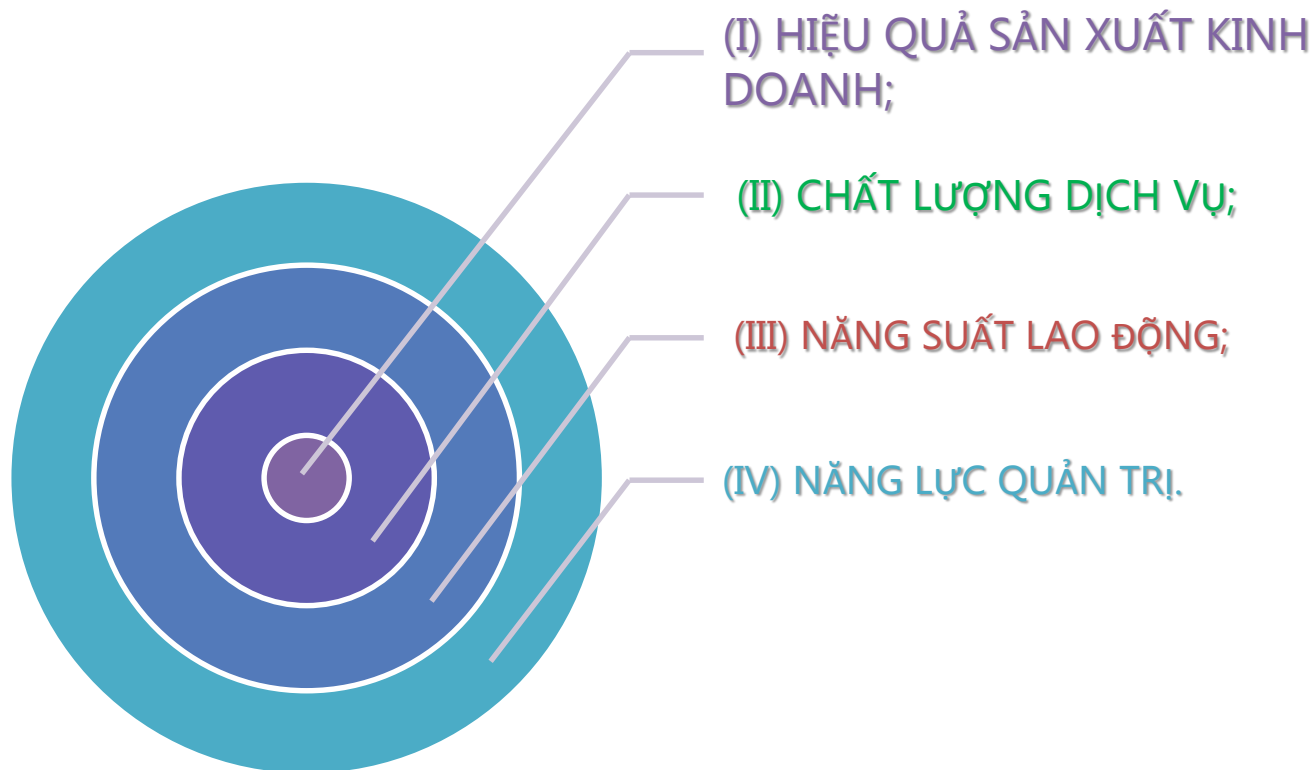 (I) HIỆU QUẢ SẢN XUẤT KINH
DOANH;
(II) CHẤT LƯỢNG DỊCH VỤ;
(III) NĂNG SUẤT LAO ĐỘNG;
(IV) NĂNG LỰC QUẢN TRỊ.